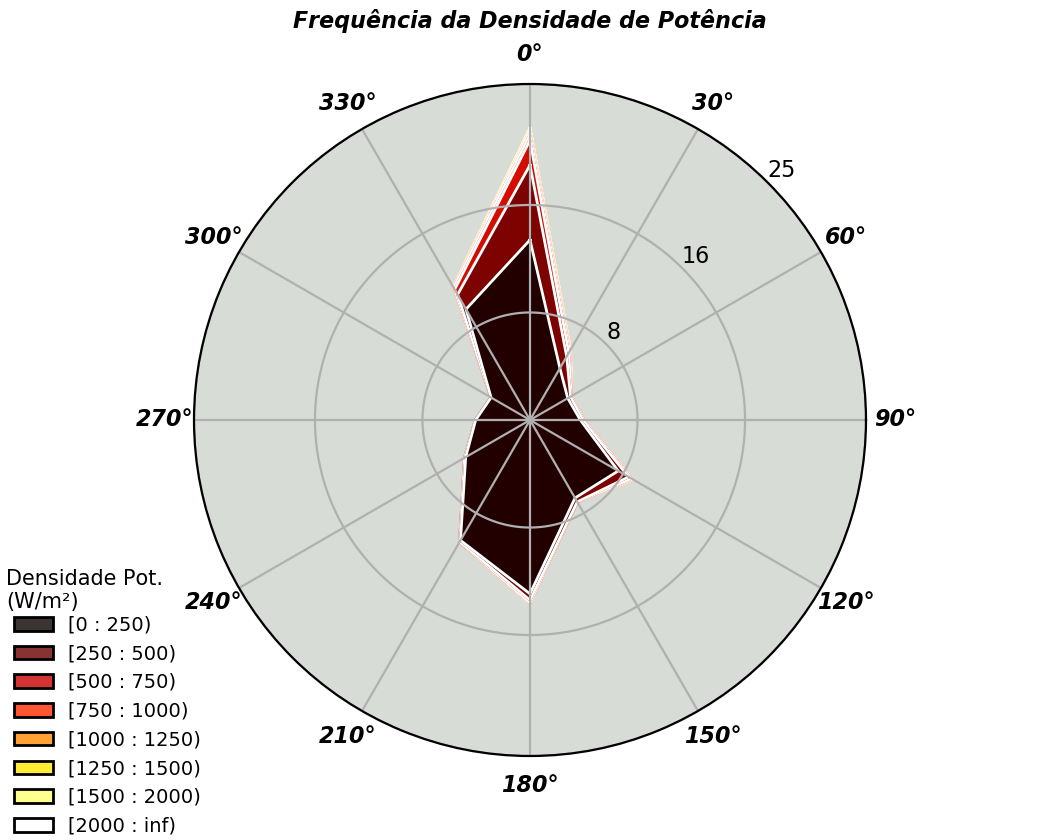 Frequência da Densidade de Potência
0°
330°
30°
25
300°
60°
16
8
270°
90°
Densidade Pot.
(W/m²)
240°
120°
[0 : 250)
[250 : 500)
[500 : 750)
[750 : 1000)
[1000 : 1250)
[1250 : 1500)
[1500 : 2000)
[2000 : inf)
210°
150°
180°